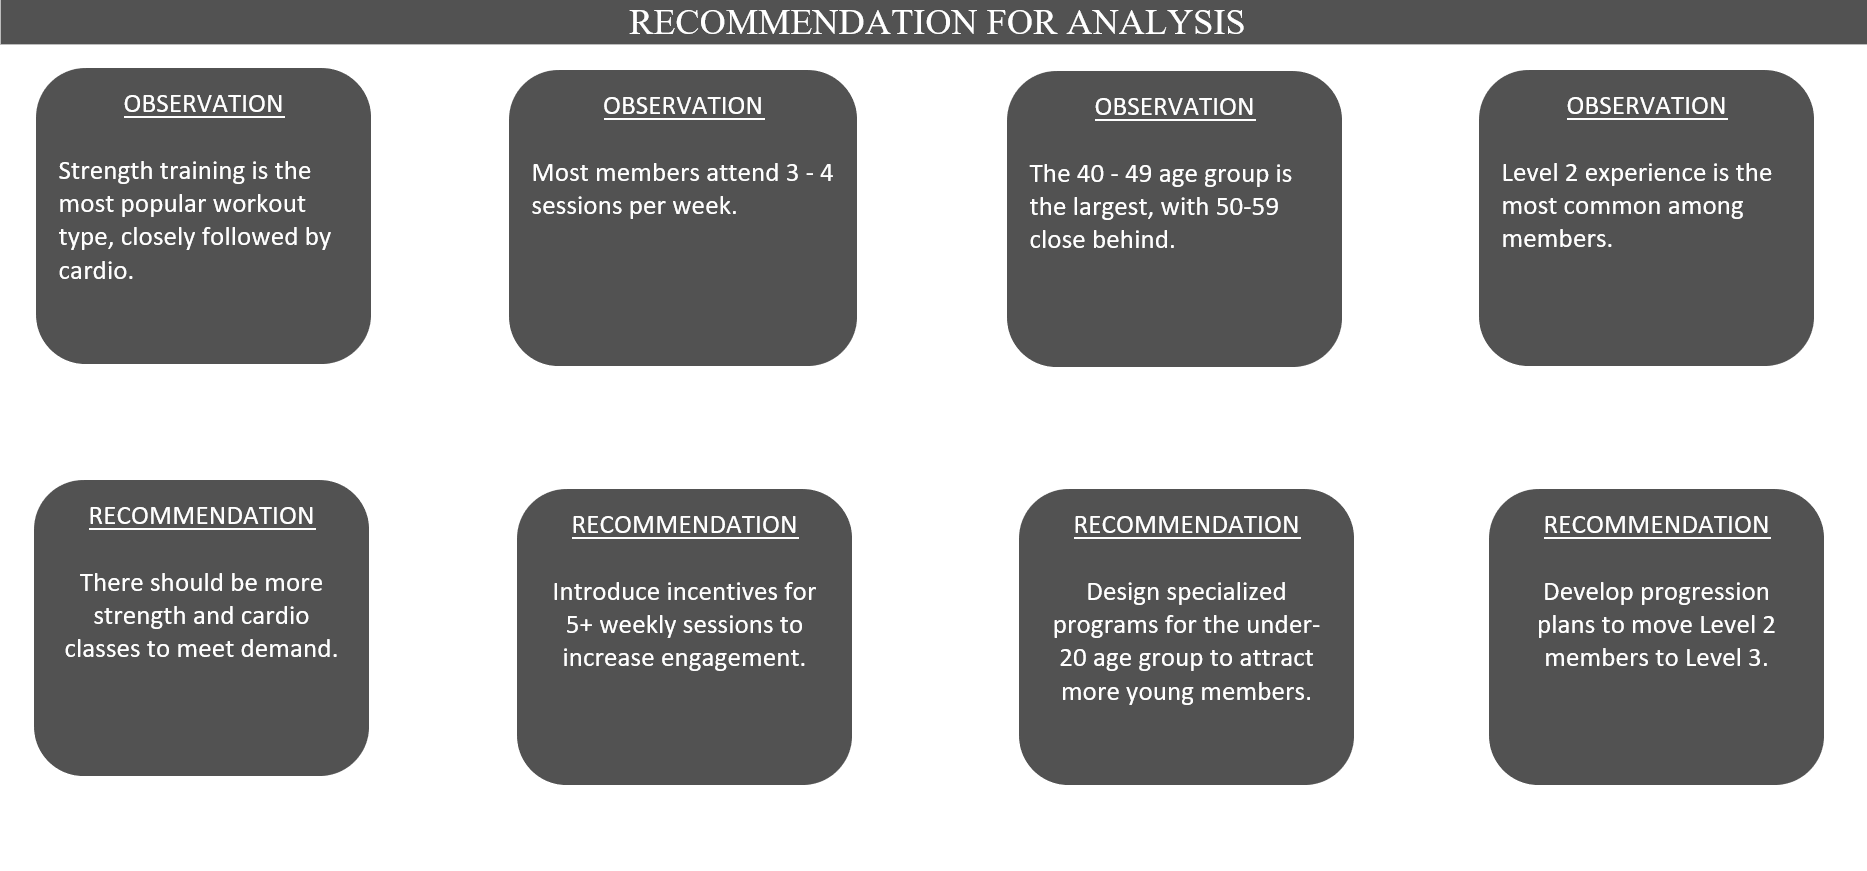 RECOMMENDATION FOR ANALYSIS
OBSERVATION
Strength training is the
most popular workout
type, closely followed by
cardio.
OBSERVATION
Most members attend 3 - 4
sessions per week.
OBSERVATION
The 40 - 49 age group is
the largest, with 50-59
close behind.
OBSERVATION
Level 2 experience is the
most common among
members.
RECOMMENDATION
There should be more
strength and cardio
classes to meet demand.
RECOMMENDATION
Introduce incentives for
5+ weekly sessions to
increase engagement.
RECOMMENDATION
Design specialized
programs for the under-
20 age group to attract
more young members.
RECOMMENDATION
Develop progression
plans to move Level 2
members to Level 3.